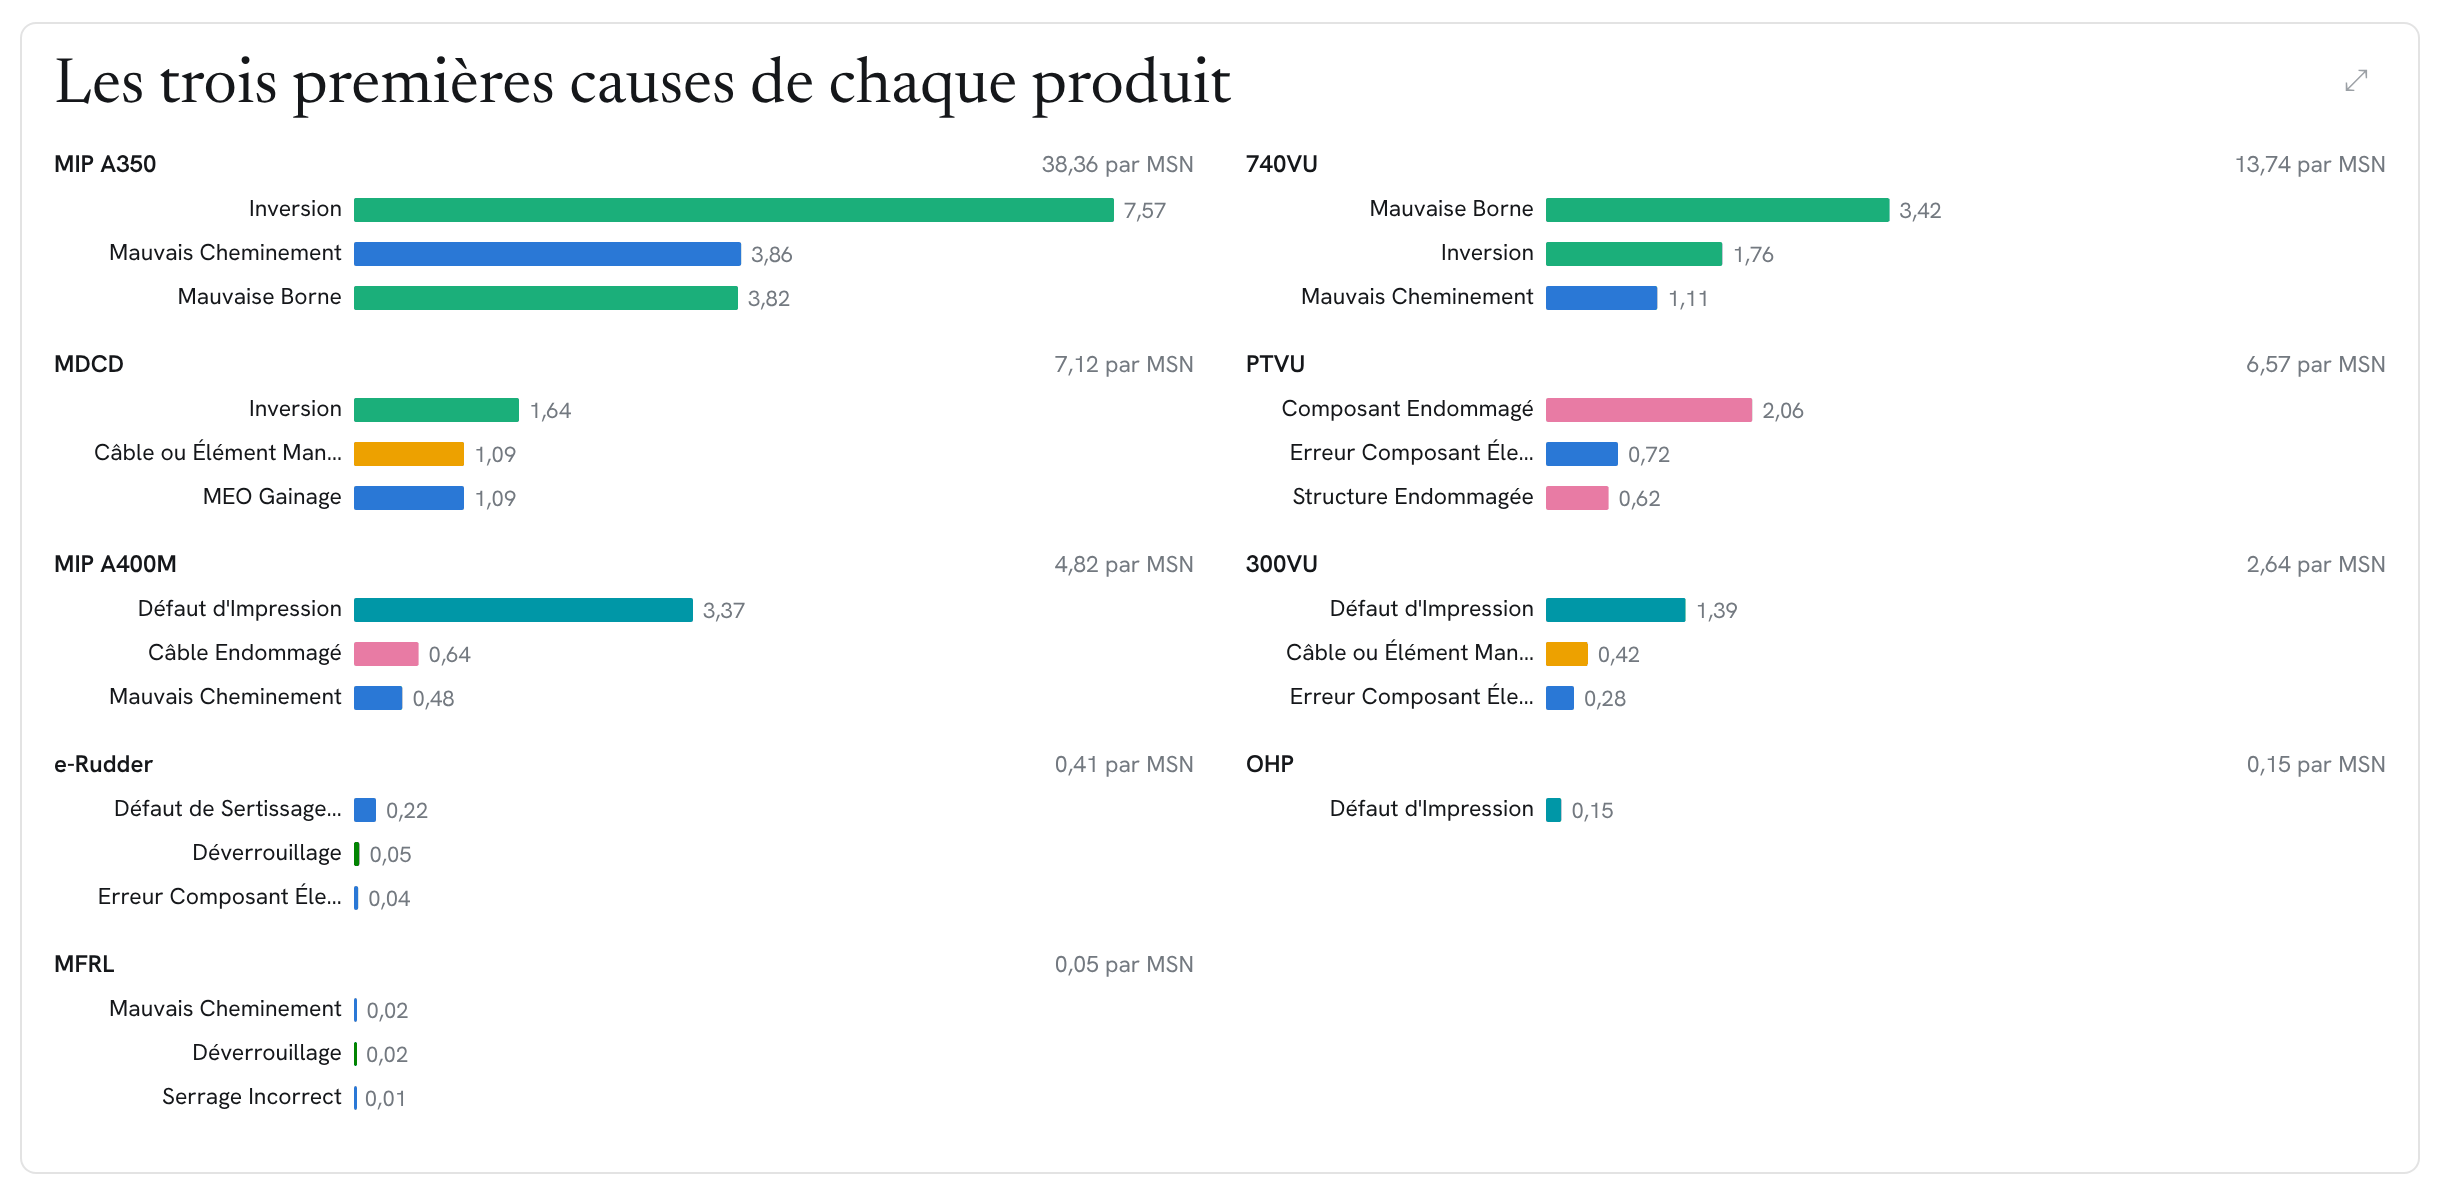 Les trois premières causes de chaque produit
MIP A350 38,36 par MSN
Inversion 7,57
Mauvais Cheminement 3,86
Mauvaise Borne 3,82
740VU 13,74 par MSN
Mauvaise Borne 3,42
Inversion 1,76
Mauvais Cheminement 1,11
MDCD 7,12 par MSN
Inversion 1,64
Câble ou Élément Man... 1,09
MEO Gainage 1,09
PTVU 6,57 par MSN
Composant Endommagé 2,06
Erreur Composant Éle... 0,72
Structure Endommagée 0,62
MIP A400M 4,82 par MSN
Défaut d'Impression 3,37
Câble Endommagé 0,64
Mauvais Cheminement 0,48
300VU 2,64 par MSN
Défaut d'Impression 1,39
Câble ou Élément Man... 0,42
Erreur Composant Éle... 0,28
e-Rudder 0,41 par MSN
Défaut de Sertissage... 0,22
Déverrouillage 0,05
Erreur Composant Éle... 0,04
OHP 0,15 par MSN
Défaut d'Impression 0,15
MFRL 0,05 par MSN
Mauvais Cheminement 0,02
Déverrouillage 0,02
Serrage Incorrect 0,01